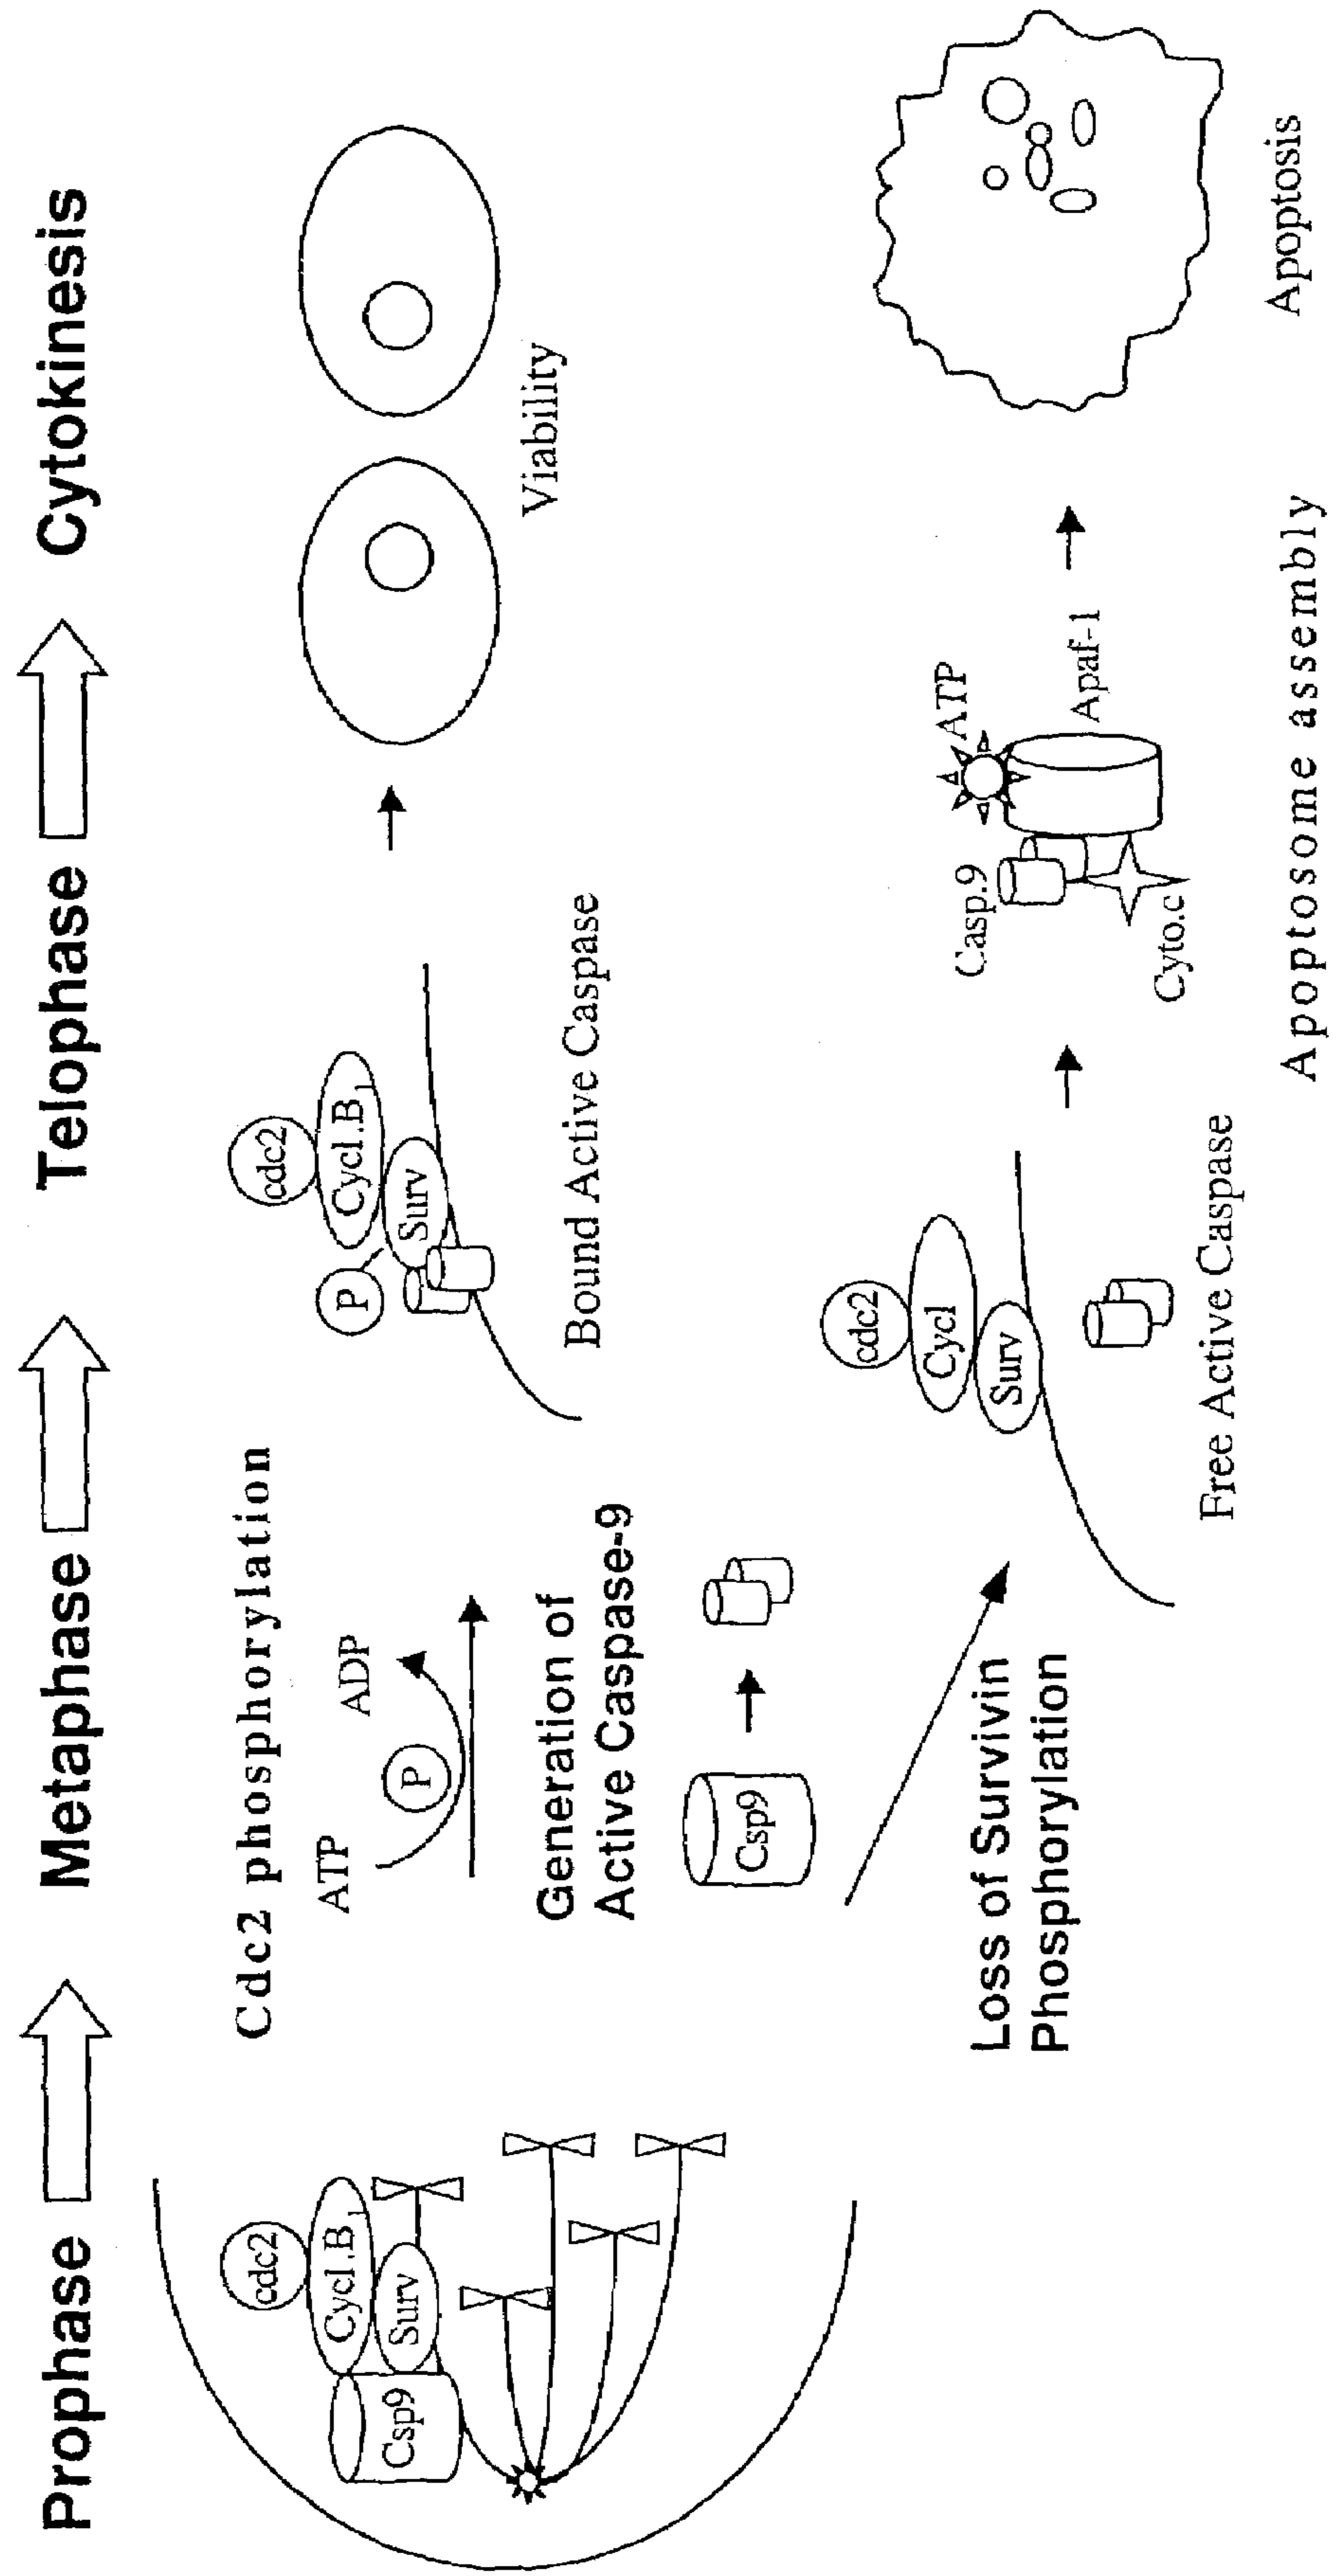 Prophase
Metaphase
Telophase
Cytokinesis
cdc2
Cycl.B1
Surv
Csp9
Cdc2 phosphorylation
ATP
P
ADP
Generation of
Active Caspase-9
Csp9
cdc2
Cycl.B1
P
Surv
Bound Active Caspase
Viability
Loss of Survivin
Phosphorylation
cdc2
Cycl
Surv
Free Active Caspase
Casp.9
ATP
Apaf-1
Cyto.c
Apoptosome assembly
Apoptosis